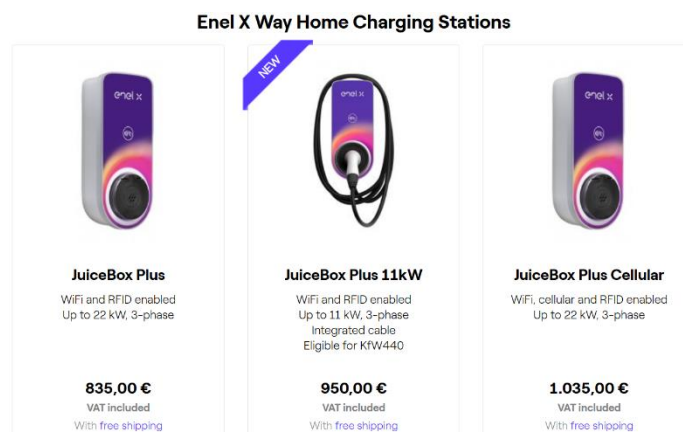 Enel X Way Home Charging Stations
enel x
JuiceBox Plus
WiFi and RFID enabled
Up to 22 kW, 3-phase
835,00 €
VAT included
With free shipping
NEW
enel x
JuiceBox Plus 11kW
WiFi and RFID enabled
Up to 11 kW, 3-phase
Integrated cable
Eligible for KfW440
950,00 €
VAT included
With free shipping
enel x
JuiceBox Plus Cellular
WiFi, cellular and RFID enabled
Up to 22 kW, 3-phase
1.035,00 €
VAT included
With free shipping